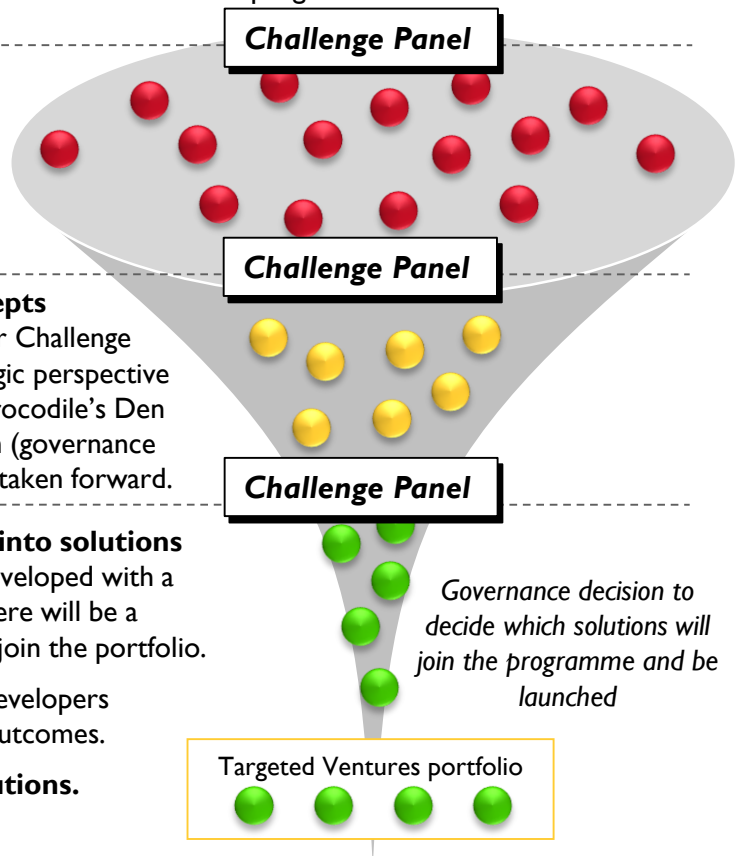 Challenge Panel
Challenge Panel
epts
r Challenge
gic perspective
rocodile's Den
n (governance
taken forward.
Challenge Panel
into solutions
eveloped with a
ere will be a
join the portfolio.
evelopers
utcomes.
utions.
Governance decision to
decide which solutions will
join the programme and be
launched
Targeted Ventures portfolio